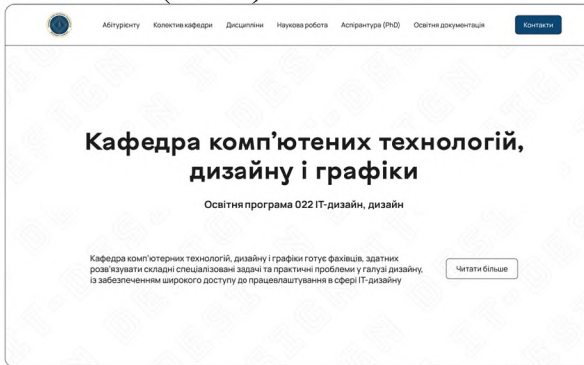 Абітурієнту Колектив кафедри Дисципліни Наукова робота Аспірантура (PhD) Освітня документація Контакти
Кафедра комп'ютених технологій,
дизайну і графіки
Освітня програма 022 ІТ-дизайн, дизайн
Кафедра комп'ютерних технологій, дизайну і графіки готує фахівців, здатних
розв'язувати складні спеціалізовані задачі та практичні проблеми у галузі дизайну,
із забезпеченням широкого доступу до працевлаштування в сфері ІТ-дизайну
Читати більше